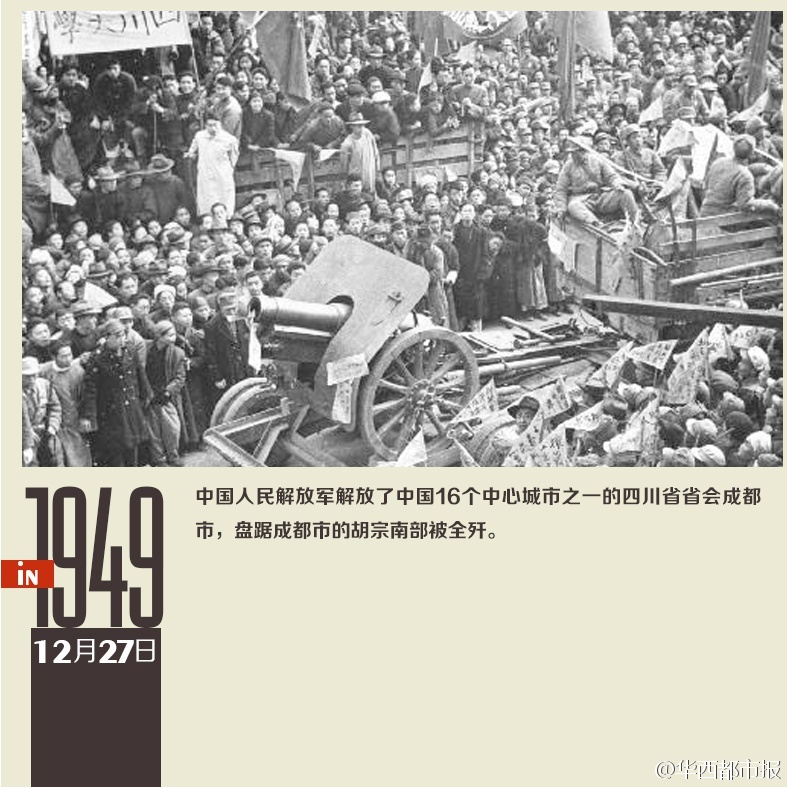 中国人民解放军解放了中国16个中心城市之一的四川省省会成都
市，盘踞成都市的胡宗南部被全歼。
1949
in
12月27日
@华西都市报